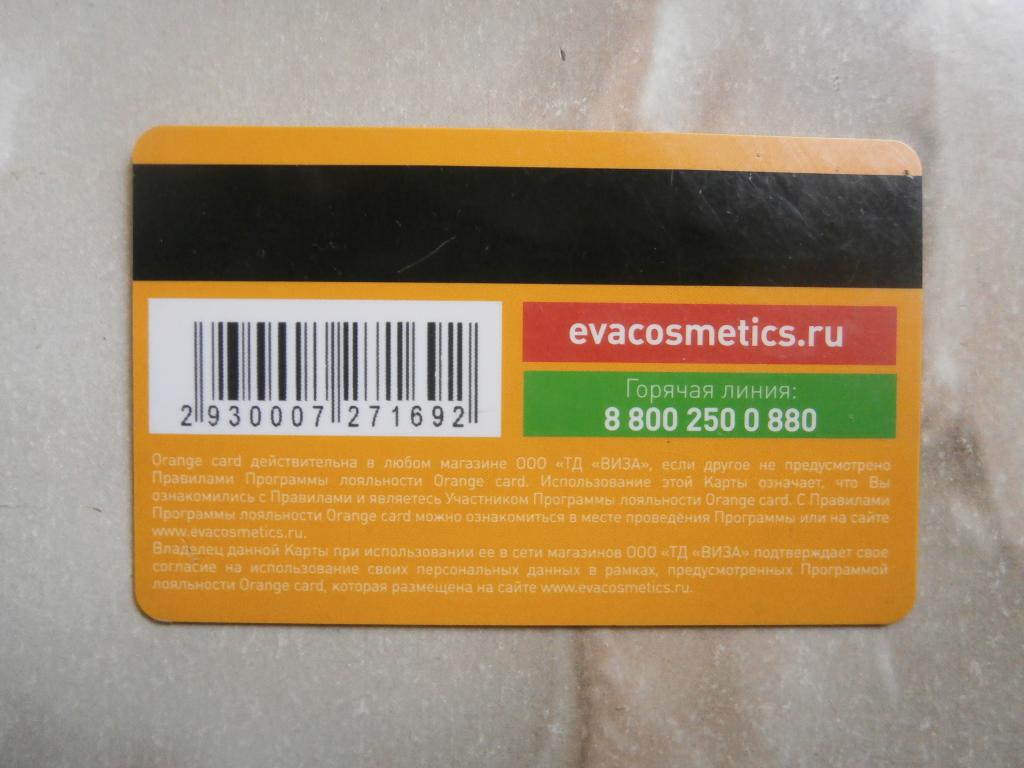 2 930007 271692
evacosmetics.ru
Горячая линия:
8 800 250 0 880
Orange card действительна в любом магазине ООО «ТД «ВИЗА», если другое не предусмотрено
Правилами Программы лояльности Orange card. Использование этой Карты означает, что Вы
ознакомились с Правилами и являетесь Участником Программы лояльности Orange card. С Правилами
Программы лояльности Orange card можно ознакомиться в месте проведения Программы или на сайте
www.evacosmetics.ru.
Владелец данной Карты при использовании ее в сети магазинов ООО «ТД «ВИЗА» подтверждает свое
согласие на использование своих персональных данных в рамках, предусмотренных Программой
лояльности Orange card, которая размещена на сайте www.evacosmetics.ru.